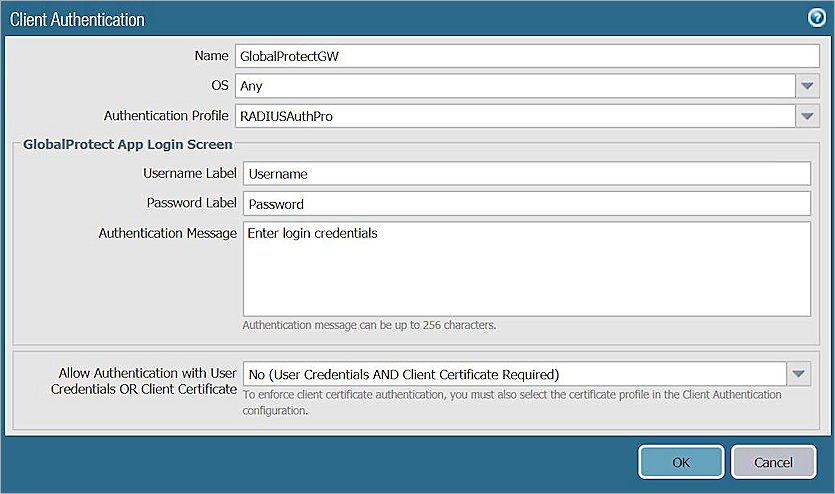 Client Authentication
Name GlobalProtectGW
OS Any
Authentication Profile RADIUSAuthPro
GlobalProtect App Login Screen
Username Label Username
Password Label Password
Authentication Message Enter login credentials
Authentication message can be up to 256 characters.
Allow Authentication with User
Credentials OR Client Certificate
No (User Credentials AND Client Certificate Required)
To enforce client certificate authentication, you must also select the certificate profile in the Client Authentication
configuration.
OK Cancel